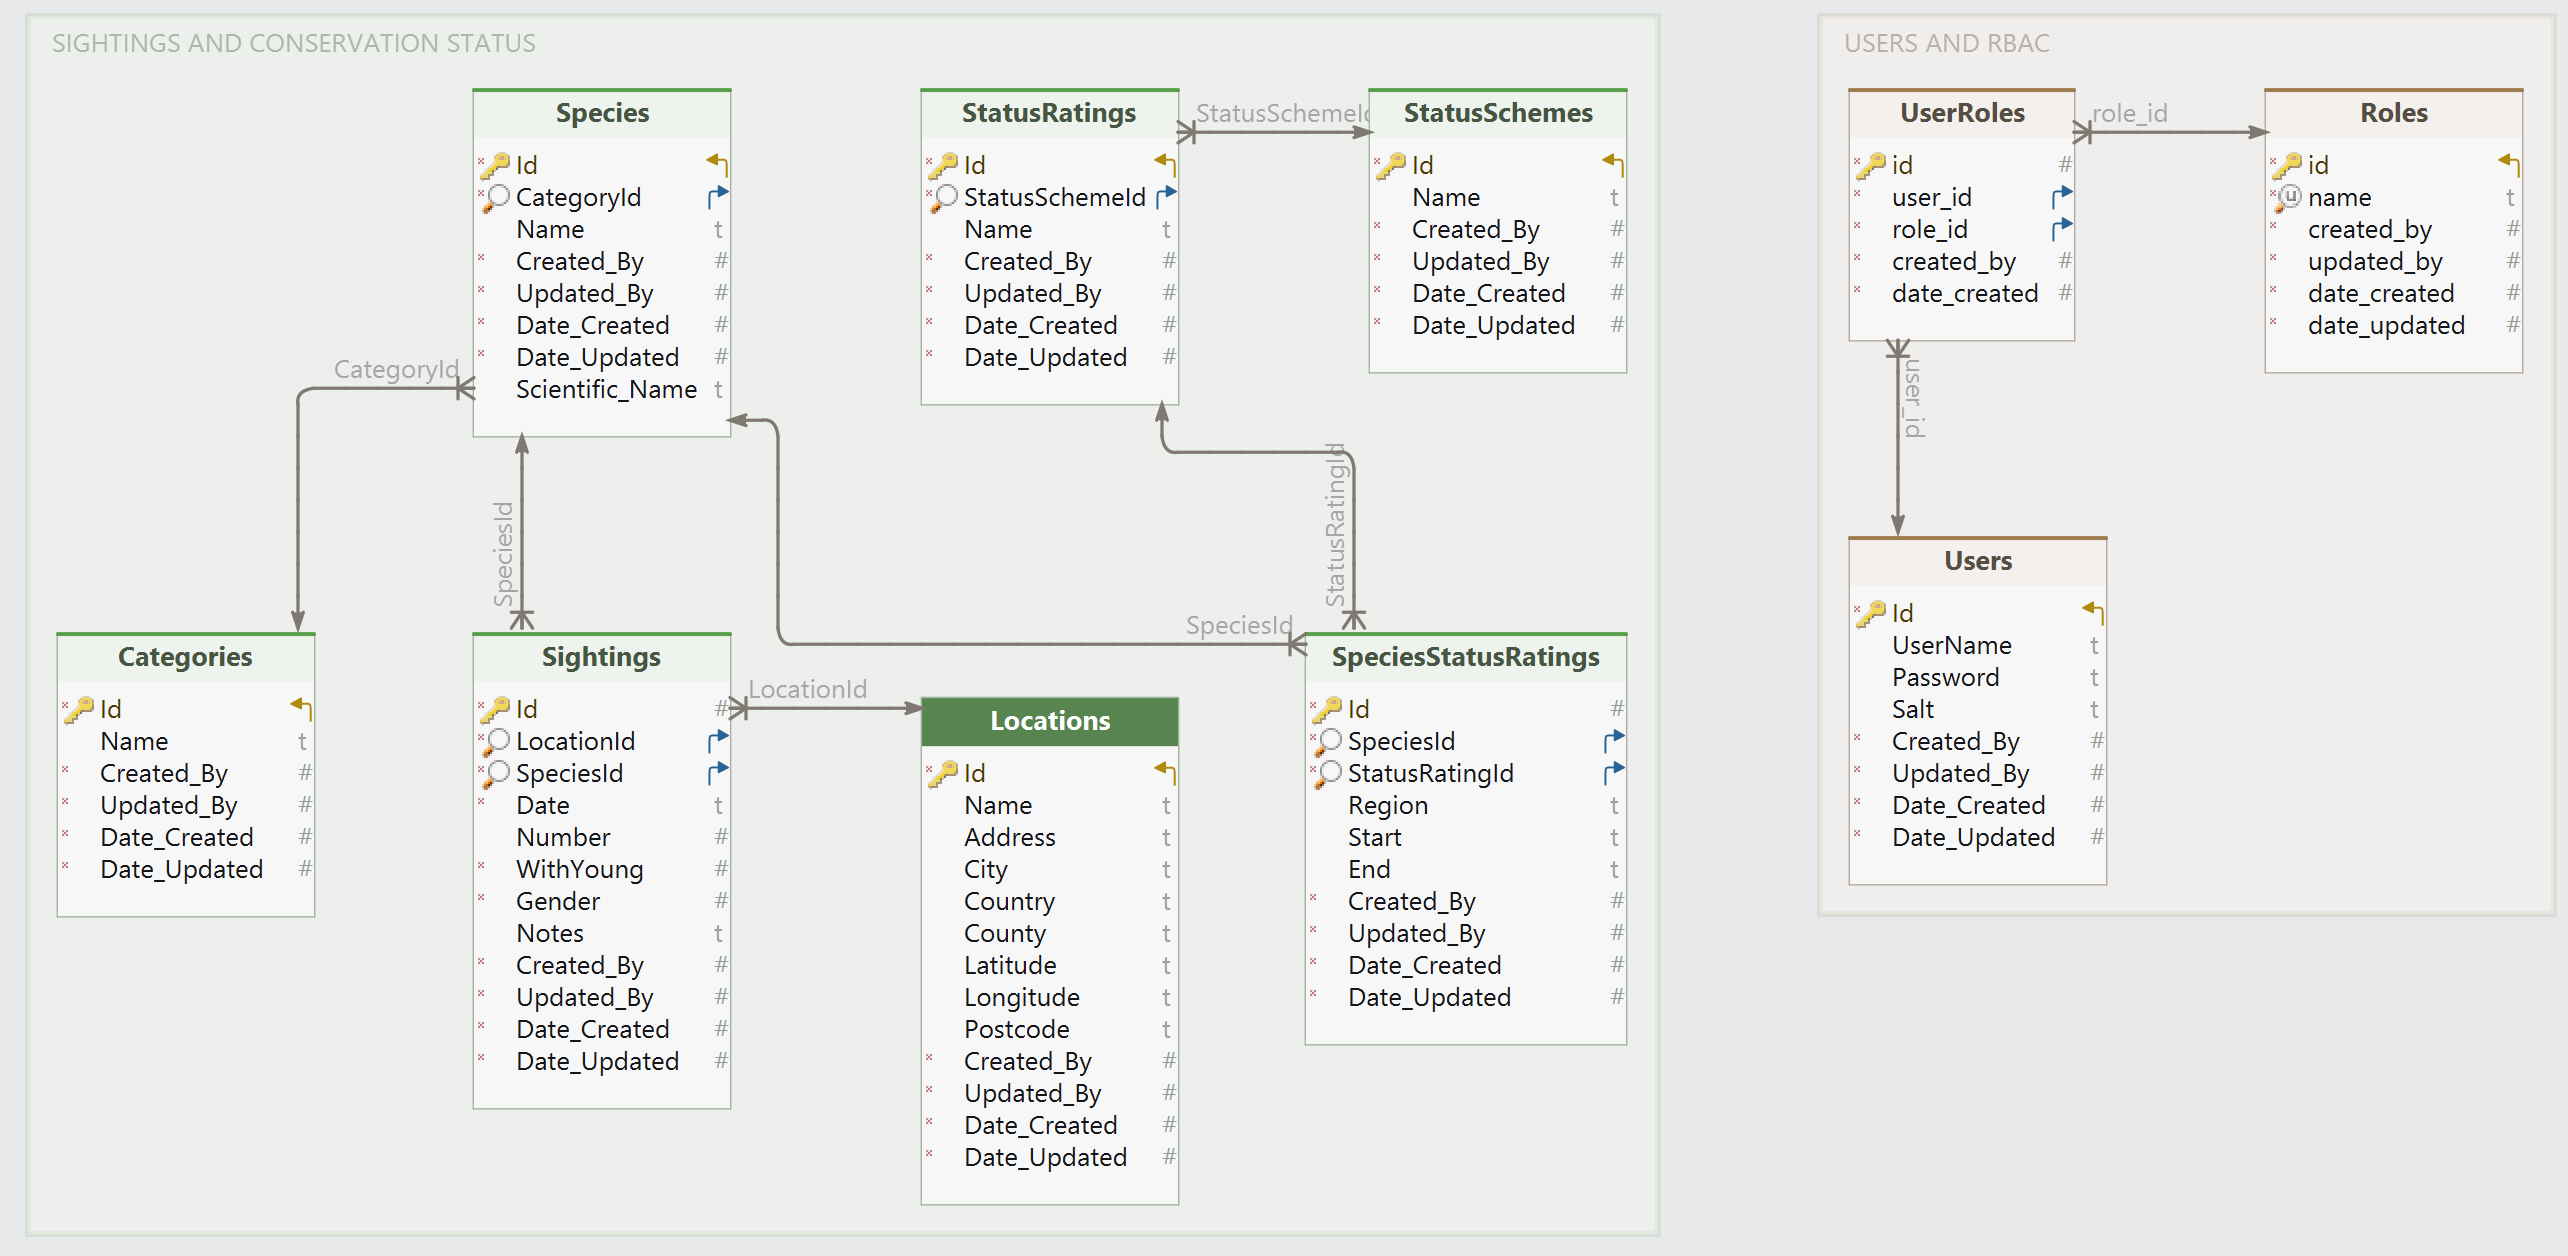 SIGHTINGS AND CONSERVATION STATUS
Species
Id
CategoryId
Name t
Created_By #
Updated_By #
Date_Created #
Date_Updated #
Scientific_Name t
StatusRatings
Id
StatusSchemeId
Name t
Created_By #
Updated_By #
Date_Created #
Date_Updated #
StatusSchemeId
StatusSchemes
Id
Name t
Created_By #
Updated_By #
Date_Created #
Date_Updated #
CategoryId
SpeciesId
StatusRatingId
SpeciesId
Categories
Id
Name t
Created_By #
Updated_By #
Date_Created #
Date_Updated #
Sightings
Id #
LocationId
SpeciesId
Date t
Number #
WithYoung #
Gender #
Notes t
Created_By #
Updated_By #
Date_Created #
Date_Updated #
LocationId
Locations
Id
Name t
Address t
City t
Country t
County t
Latitude t
Longitude t
Postcode t
Created_By #
Updated_By #
Date_Created #
Date_Updated #
SpeciesStatusRatings
Id #
SpeciesId
StatusRatingId
Region t
Start t
End t
Created_By #
Updated_By #
Date_Created #
Date_Updated #
USERS AND RBAC
UserRoles
id #
user_id
role_id
created_by #
date_created #
role_id
Roles
id
u name t
created_by #
updated_by #
date_created #
date_updated #
user_id
Users
Id
UserName t
Password t
Salt t
Created_By #
Updated_By #
Date_Created #
Date_Updated #